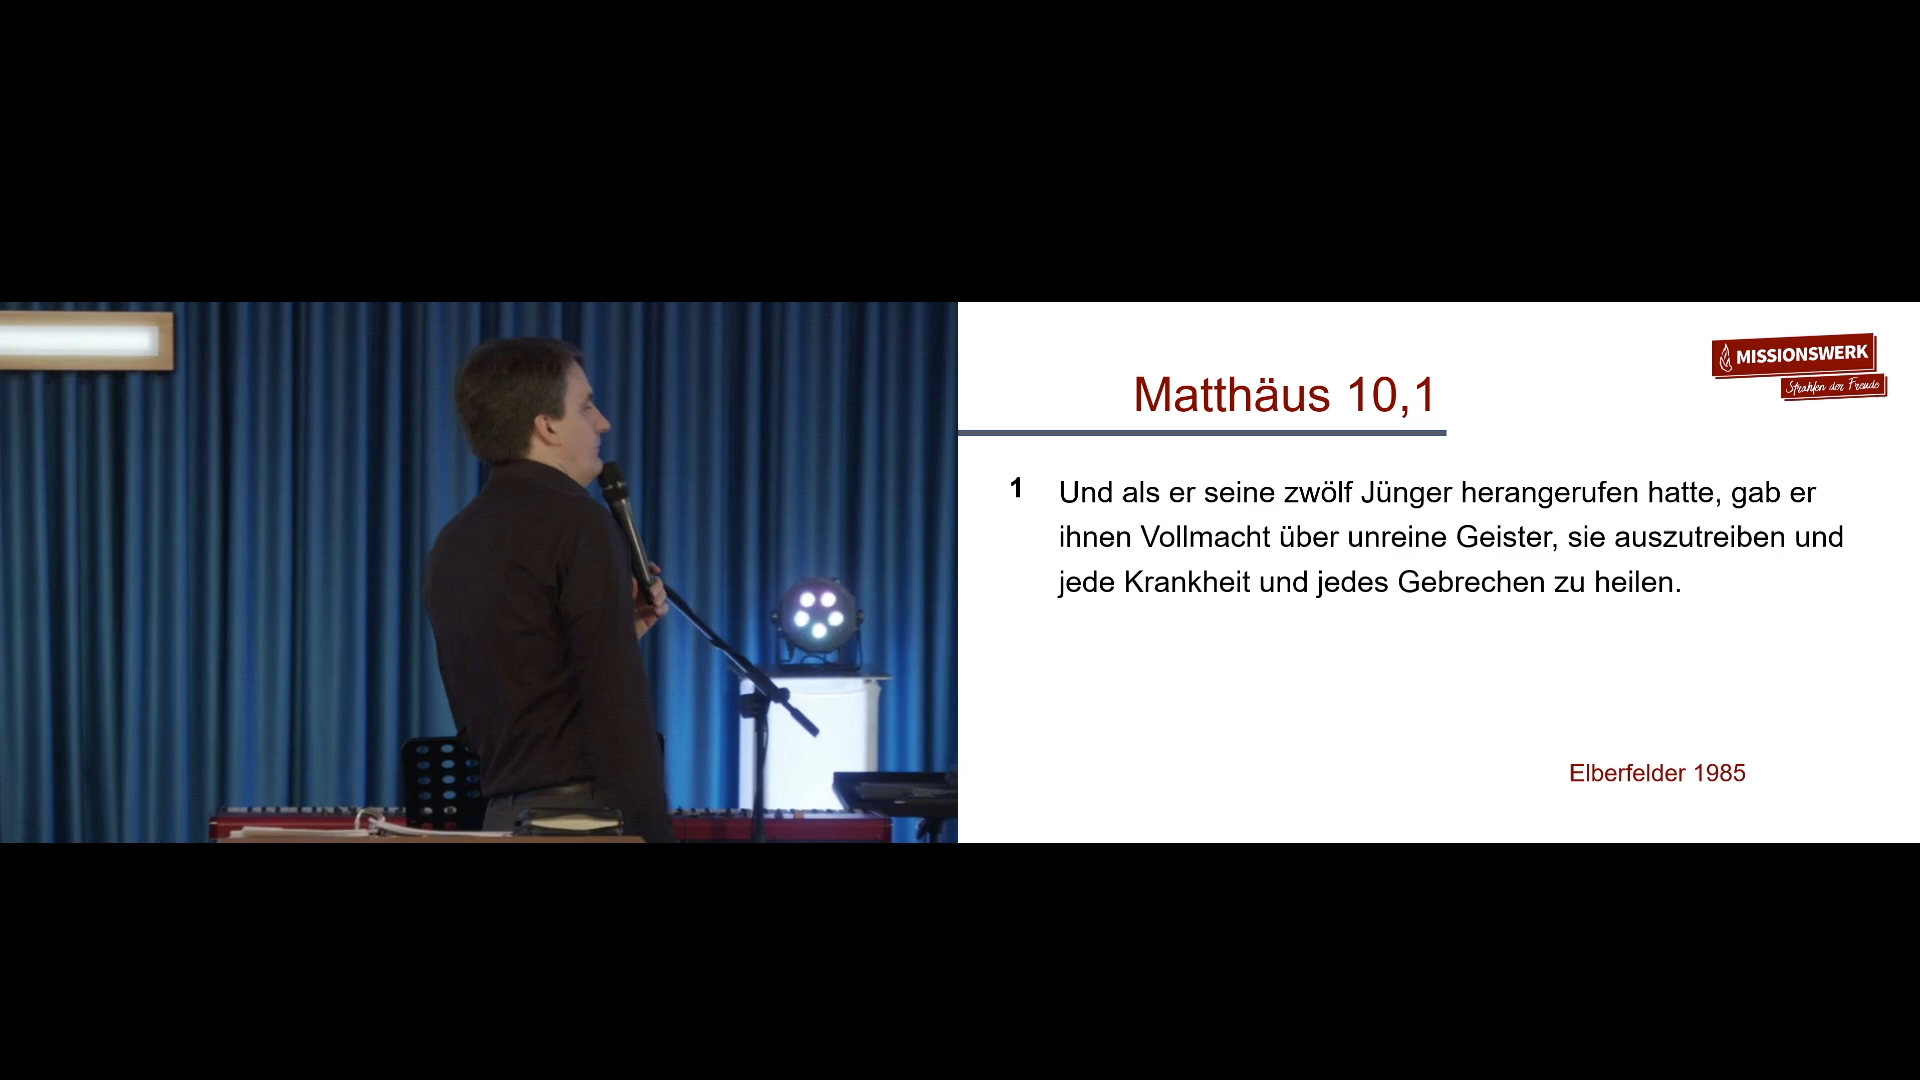 Matthäus 10,1
MISSIONSWERK
Strahlen der Freude
1 Und als er seine zwölf Jünger herangerufen hatte, gab er
ihnen Vollmacht über unreine Geister, sie auszutreiben und
jede Krankheit und jedes Gebrechen zu heilen.
Elberfelder 1985